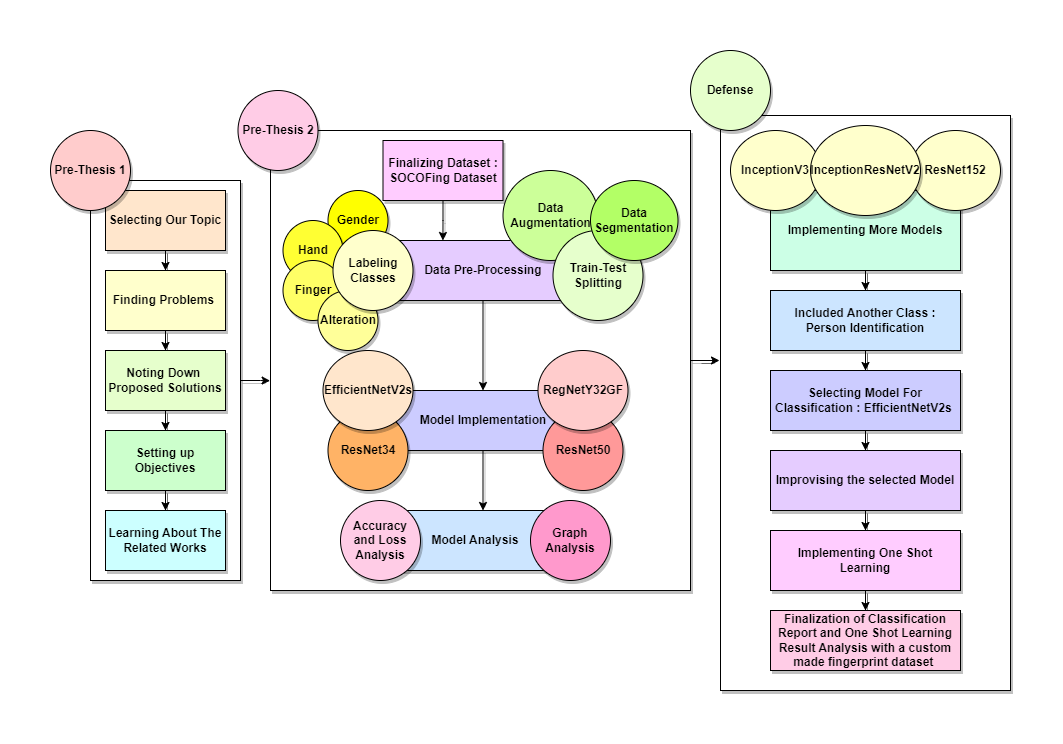 Pre-Thesis 1
Selecting Our Topic
Finding Problems
Noting Down
Proposed Solutions
Setting up
Objectives
Learning About The
Related Works
Pre-Thesis 2
Finalizing Dataset :
SOCOFing Dataset
Gender
Hand
Finger
Alteration
Labeling
Classes
Data Pre-Processing
Data
Augmentation
Data
Segmentation
Train-Test
Splitting
EfficientNetV2s
RegNetY32GF
Model Implementation
ResNet34
ResNet50
Accuracy
and Loss
Analysis
Model Analysis
Graph
Analysis
Defense
InceptionV3
InceptionResNetV2
ResNet152
Implementing More Models
Included Another Class :
Person Identification
Selecting Model For
Classification : EfficientNetV2s
Improvising the selected Model
Implementing One Shot
Learning
Finalization of Classification
Report and One Shot Learning
Result Analysis with a custom
made fingerprint dataset